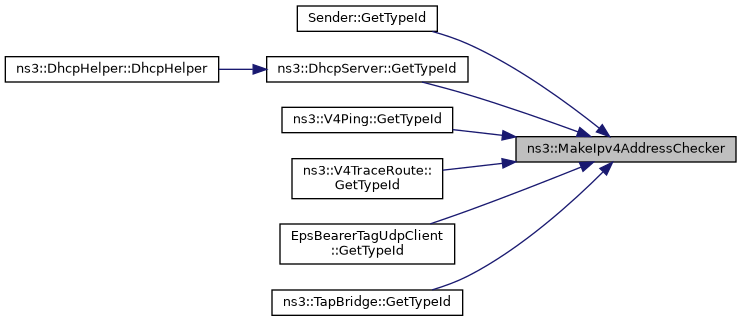 Sender::GetTypeId
ns3::DhcpHelper::DhcpHelper
ns3::DhcpServer::GetTypeId
ns3::V4Ping::GetTypeId
ns3::MakeIpv4AddressChecker
ns3::V4TraceRoute::
GetTypeId
EpsBearerTagUdpClient
::GetTypeId
ns3::TapBridge::GetTypeId